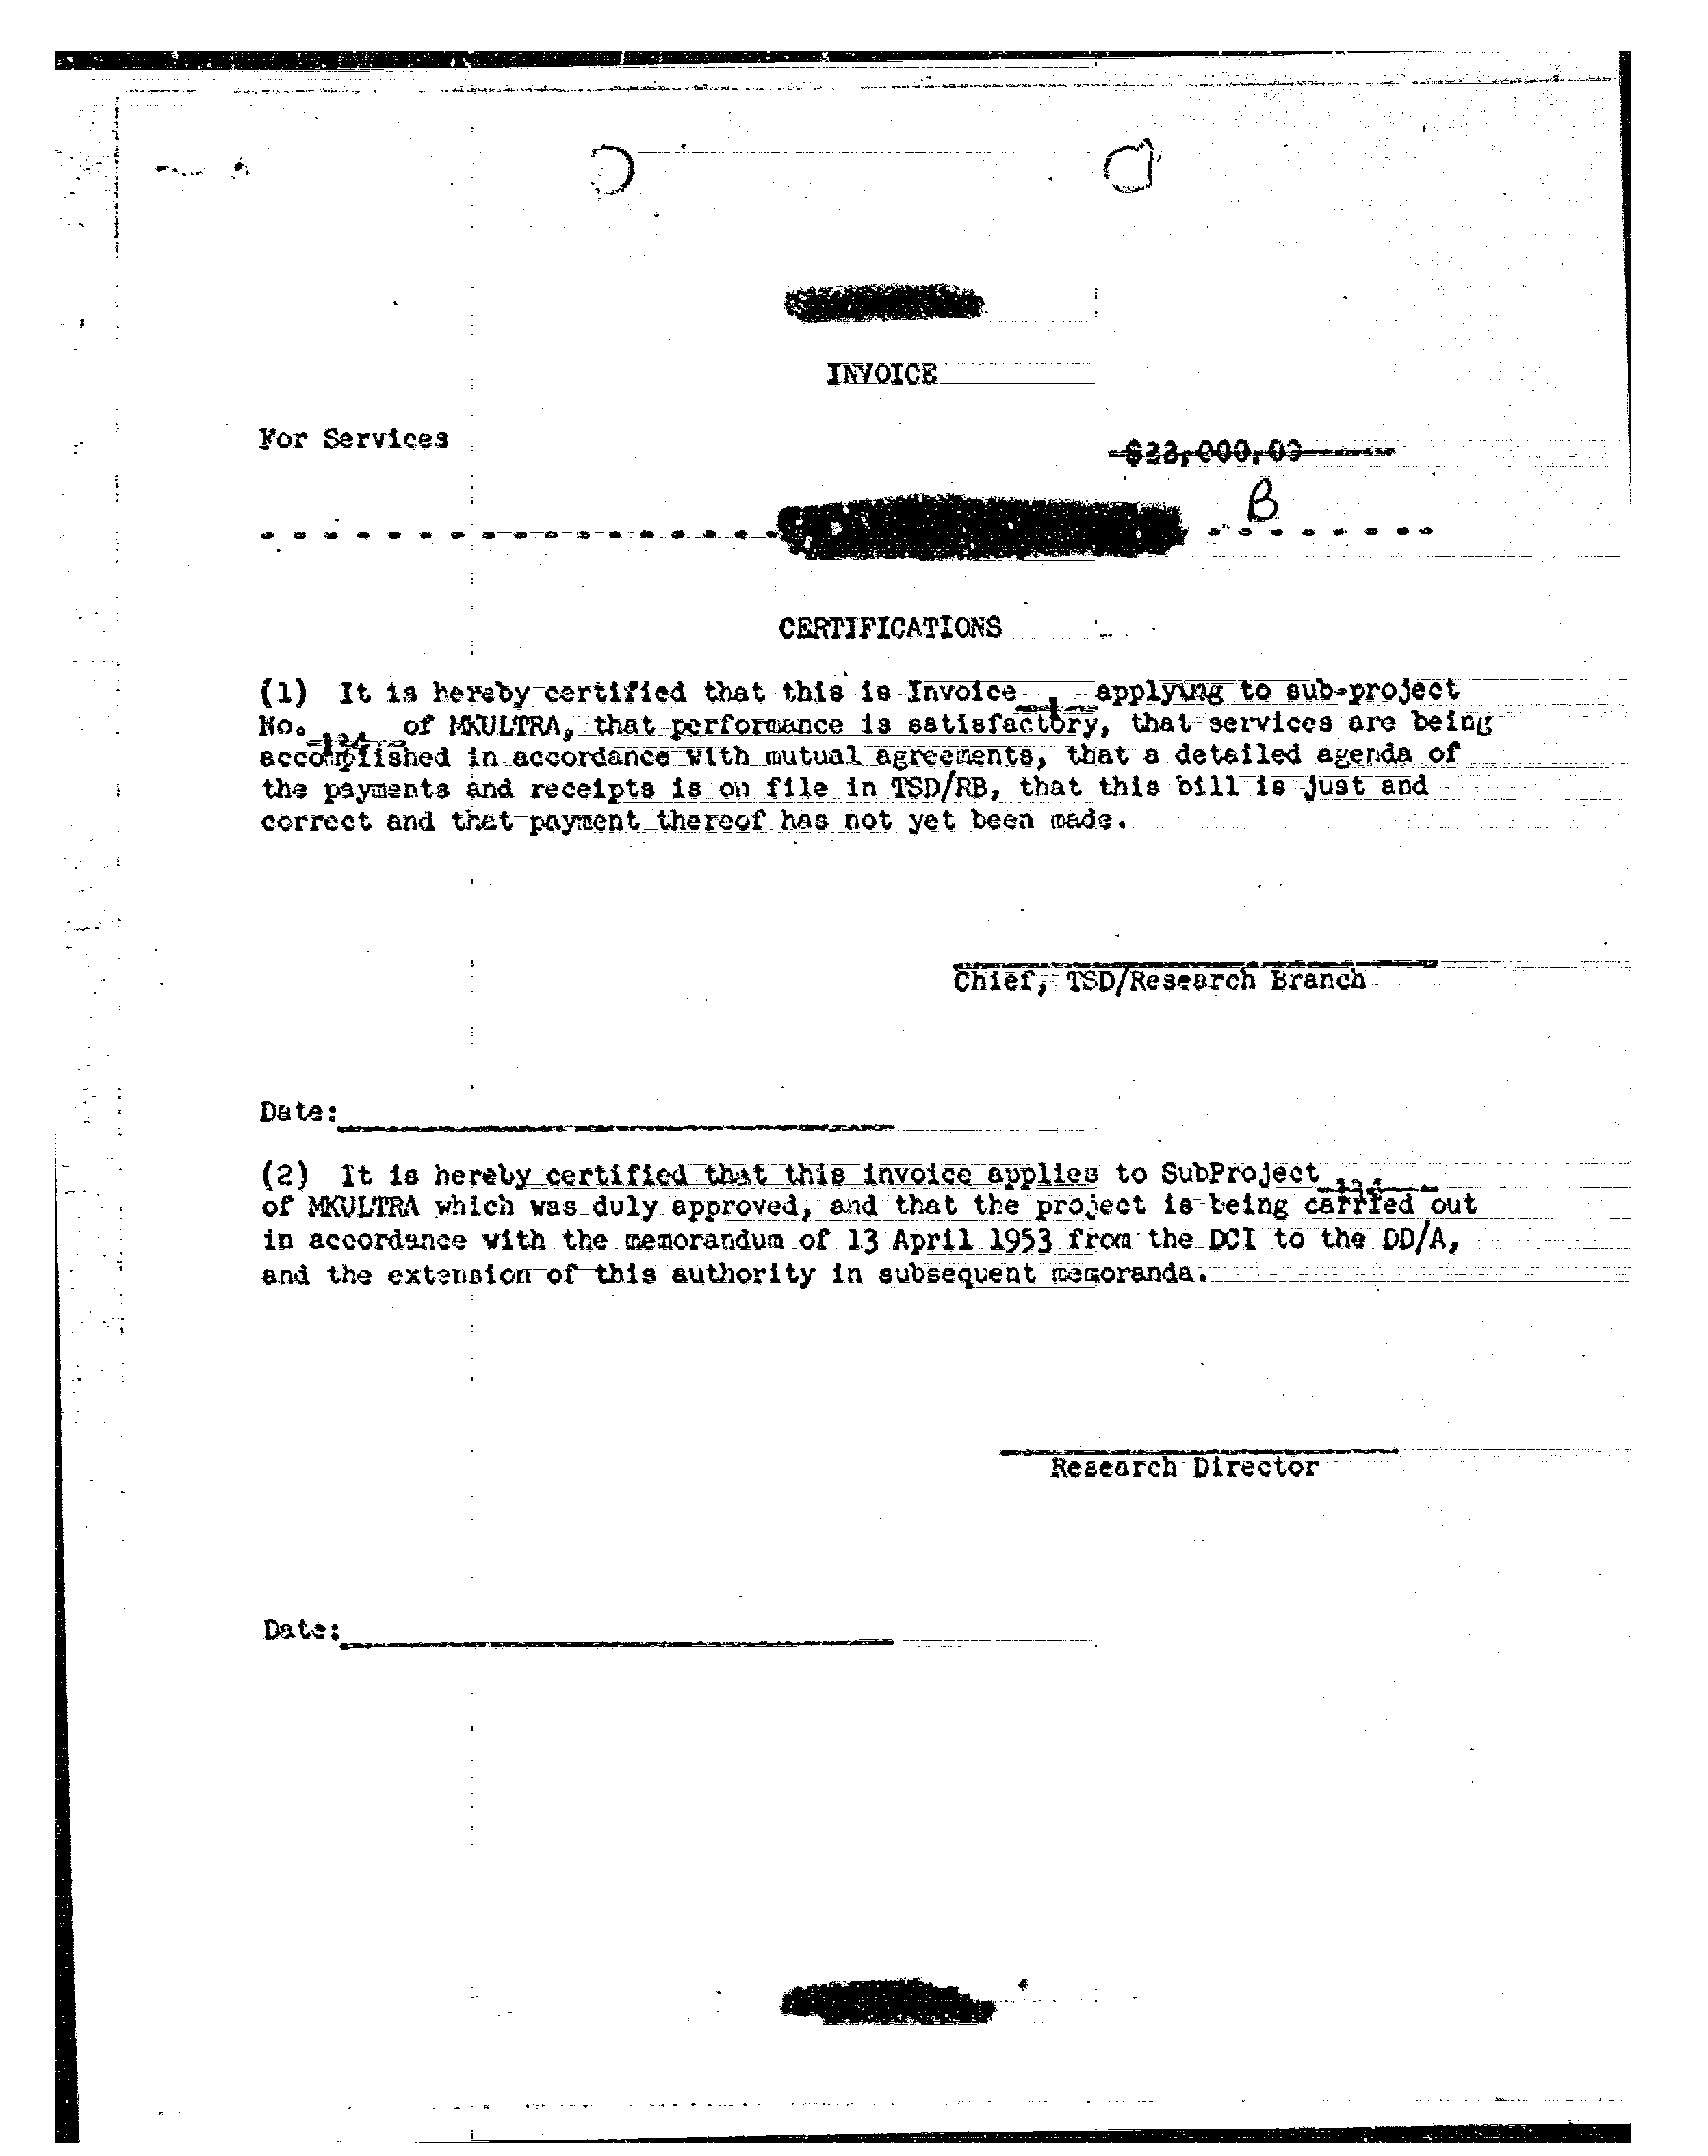 INVOICE
For Services
B
CERTIFICATIONS
(1) It is hereby certified that this is Invoice 1 applying to sub-project
No. of MKULTRA, that performance is satisfactory, that services are being
accomplished in accordance with mutual agreements, that a detailed agenda of
the payments and receipts is on file in TSD/RB, that this bill is just and
correct and that payment thereof has not yet been made.
Chief, TSD/Research Branch
Date:
(2) It is hereby certified that this invoice applies to SubProject
of MKULTRA which was duly approved, and that the project is being carried out
in accordance with the memorandum of 13 April 1953 from the DCI to the DD/A,
and the extension of this authority in subsequent memoranda.
Research Director
Date: